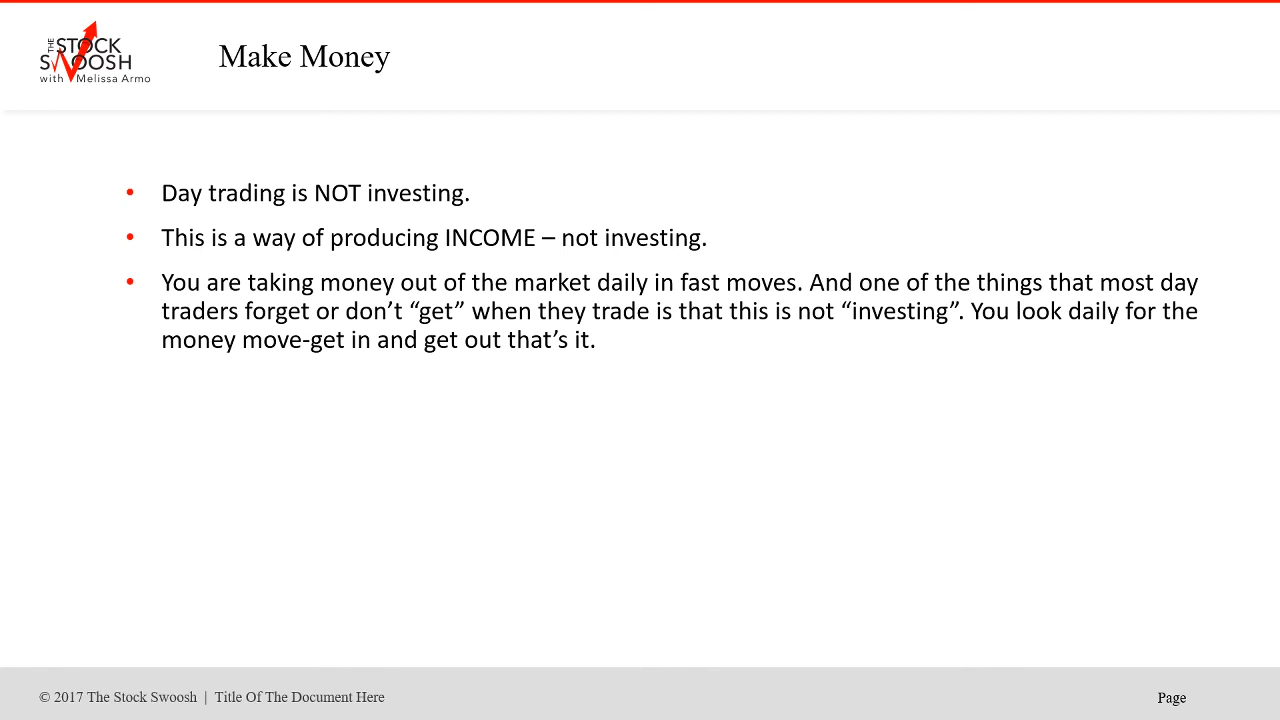 THE STOCK
SWOOSH
with Melissa Armo
Make Money
• Day trading is NOT investing.
• This is a way of producing INCOME – not investing.
• You are taking money out of the market daily in fast moves. And one of the things that most day
traders forget or don’t “get” when they trade is that this is not “investing”. You look daily for the
money move-get in and get out that’s it.
© 2017 The Stock Swoosh | Title Of The Document Here
Page